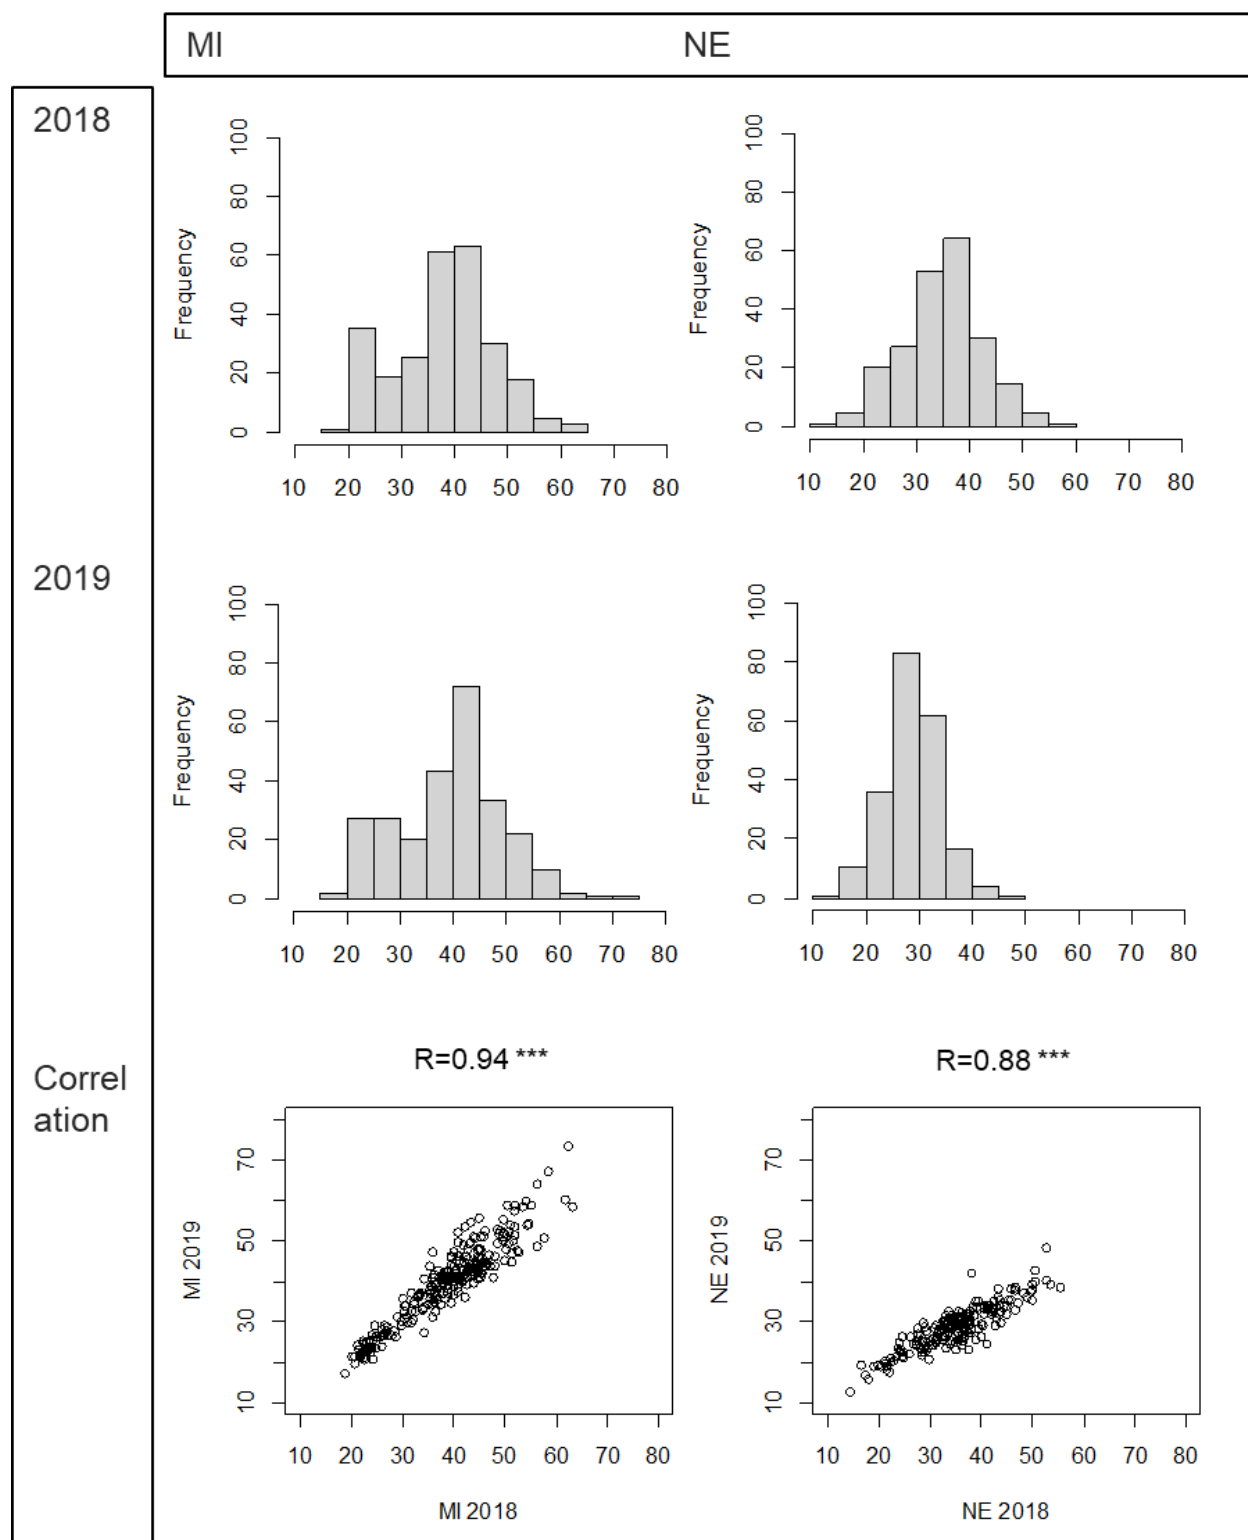 MI NE
2018
Frequency
0 20 40 60 80 100
10 20 30 40 50 60 70 80
Frequency
0 20 40 60 80 100
10 20 30 40 50 60 70 80
2019
Frequency
0 20 40 60 80 100
10 20 30 40 50 60 70 80
Frequency
0 20 40 60 80 100
10 20 30 40 50 60 70 80
Correl
ation
R=0.94 ***
MI 2019
10 30 50 70
10 20 30 40 50 60 70 80
MI 2018
R=0.88 ***
NE 2019
10 30 50 70
10 20 30 40 50 60 70 80
NE 2018